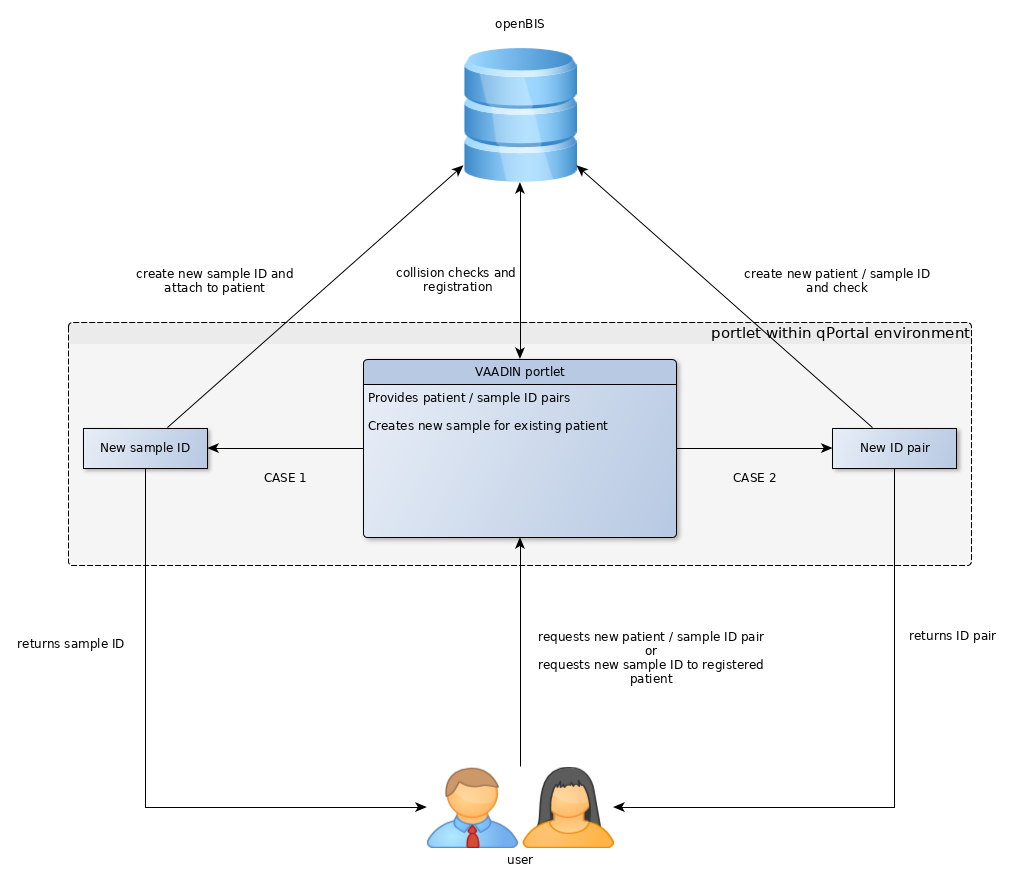 openBIS
create new sample ID and
attach to patient
collision checks and
registration
create new patient / sample ID
and check
portlet within qPortal environment
VAADIN portlet
Provides patient / sample ID pairs
Creates new sample for existing patient
New sample ID
New ID pair
CASE 1
CASE 2
returns sample ID
requests new patient / sample ID pair
or
requests new sample ID to registered
patient
returns ID pair
user